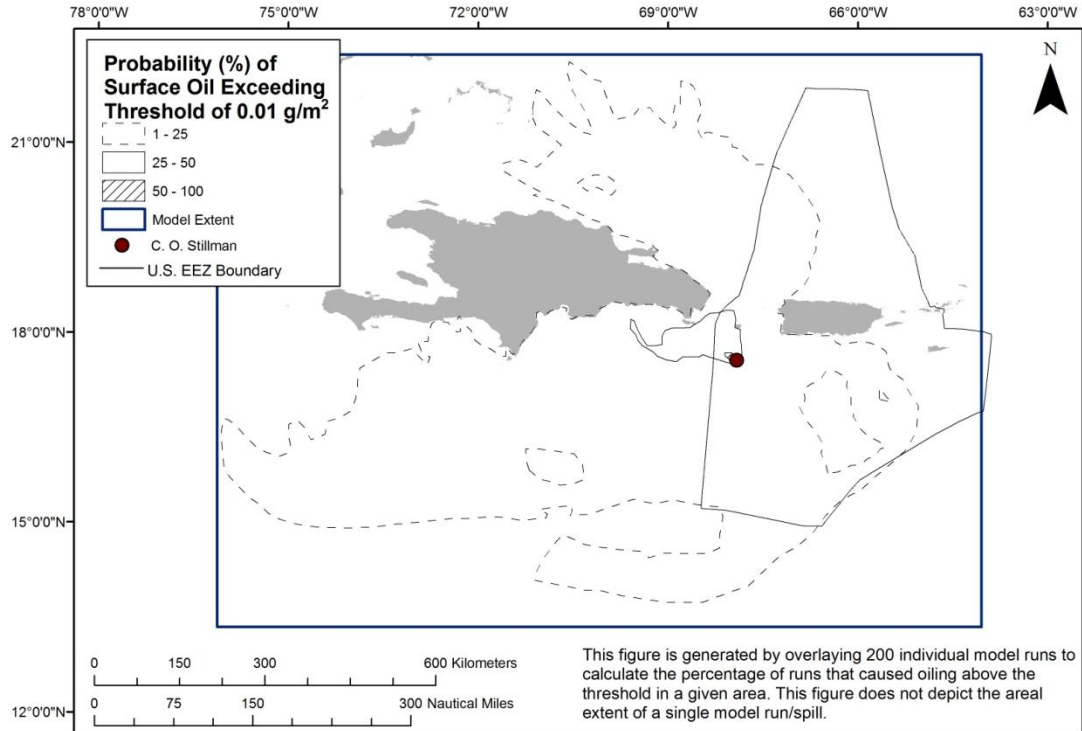 78°0'0"W 75°0'0"W 72°0'0"W 69°0'0"W 66°0'0"W 63°0'0"W
Probability (%) of
Surface Oil Exceeding
Threshold of 0.01 g/m²
1 - 25
25 - 50
50 - 100
Model Extent
C. O. Stillman
U.S. EEZ Boundary
N
21°0'0"N
18°0'0"N
15°0'0"N
12°0'0"N
0 150 300 600 Kilometers
0 75 150 300 Nautical Miles
This figure is generated by overlaying 200 individual model runs to
calculate the percentage of runs that caused oiling above the
threshold in a given area. This figure does not depict the areal
extent of a single model run/spill.